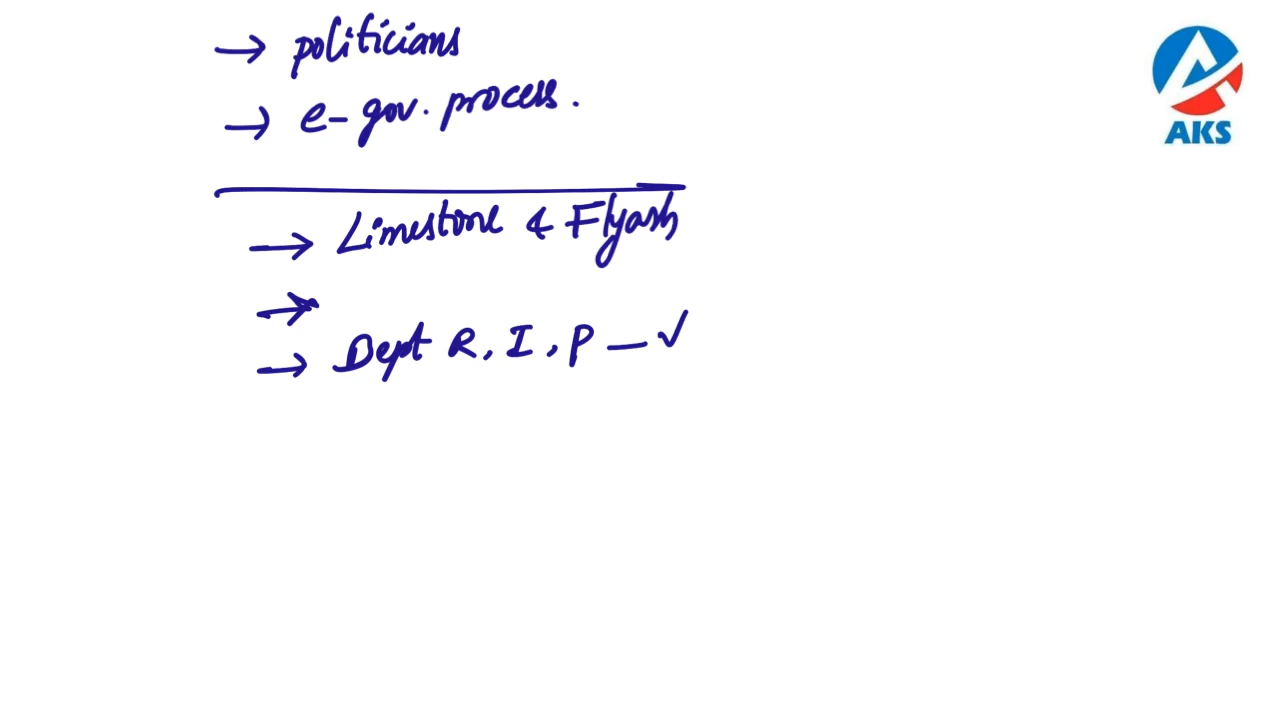 → politicians
→ e-gov. process.
→ Limestone & Flyash
→
→ Dept R, I, P — ✓
AKS